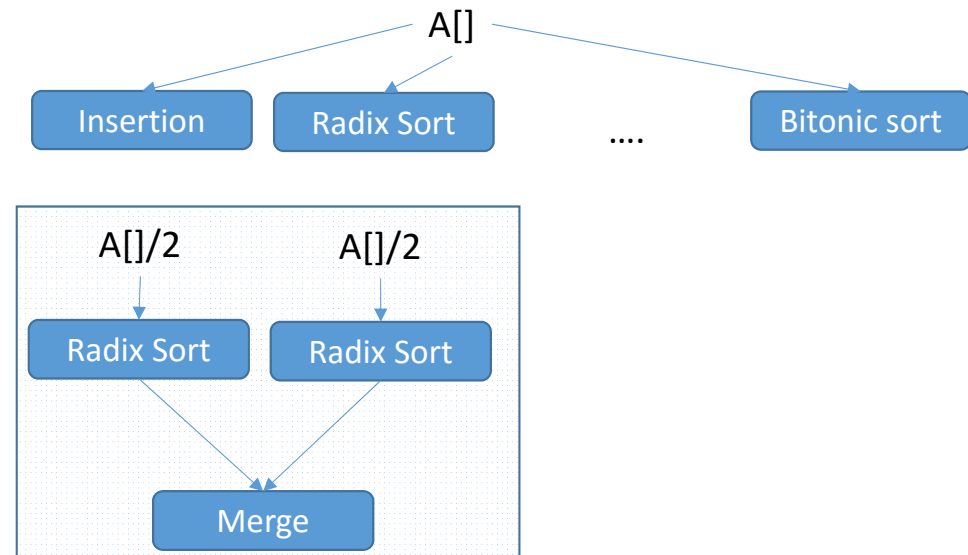 A[]
Insertion
Radix Sort
....
Bitonic sort
A[]/2
A[]/2
Radix Sort
Radix Sort
Merge